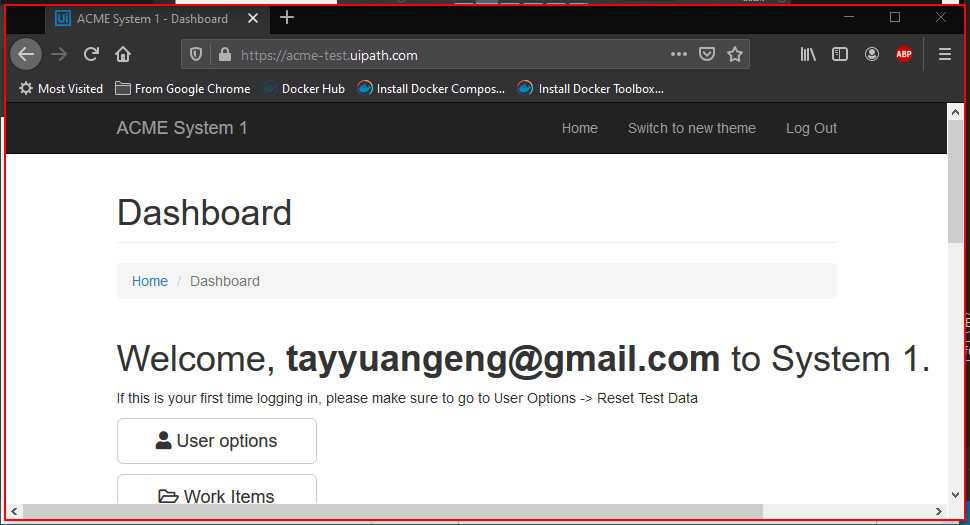 Ui ACME System 1 - Dashboard
https://acme-test.uipath.com
ABP
Most Visited From Google Chrome Docker Hub Install Docker Compos... Install Docker Toolbox...
ACME System 1 Home Switch to new theme Log Out
Dashboard
Home / Dashboard
Welcome, tayyuangeng@gmail.com to System 1.
If this is your first time logging in, please make sure to go to User Options -> Reset Test Data
User options
Work Items